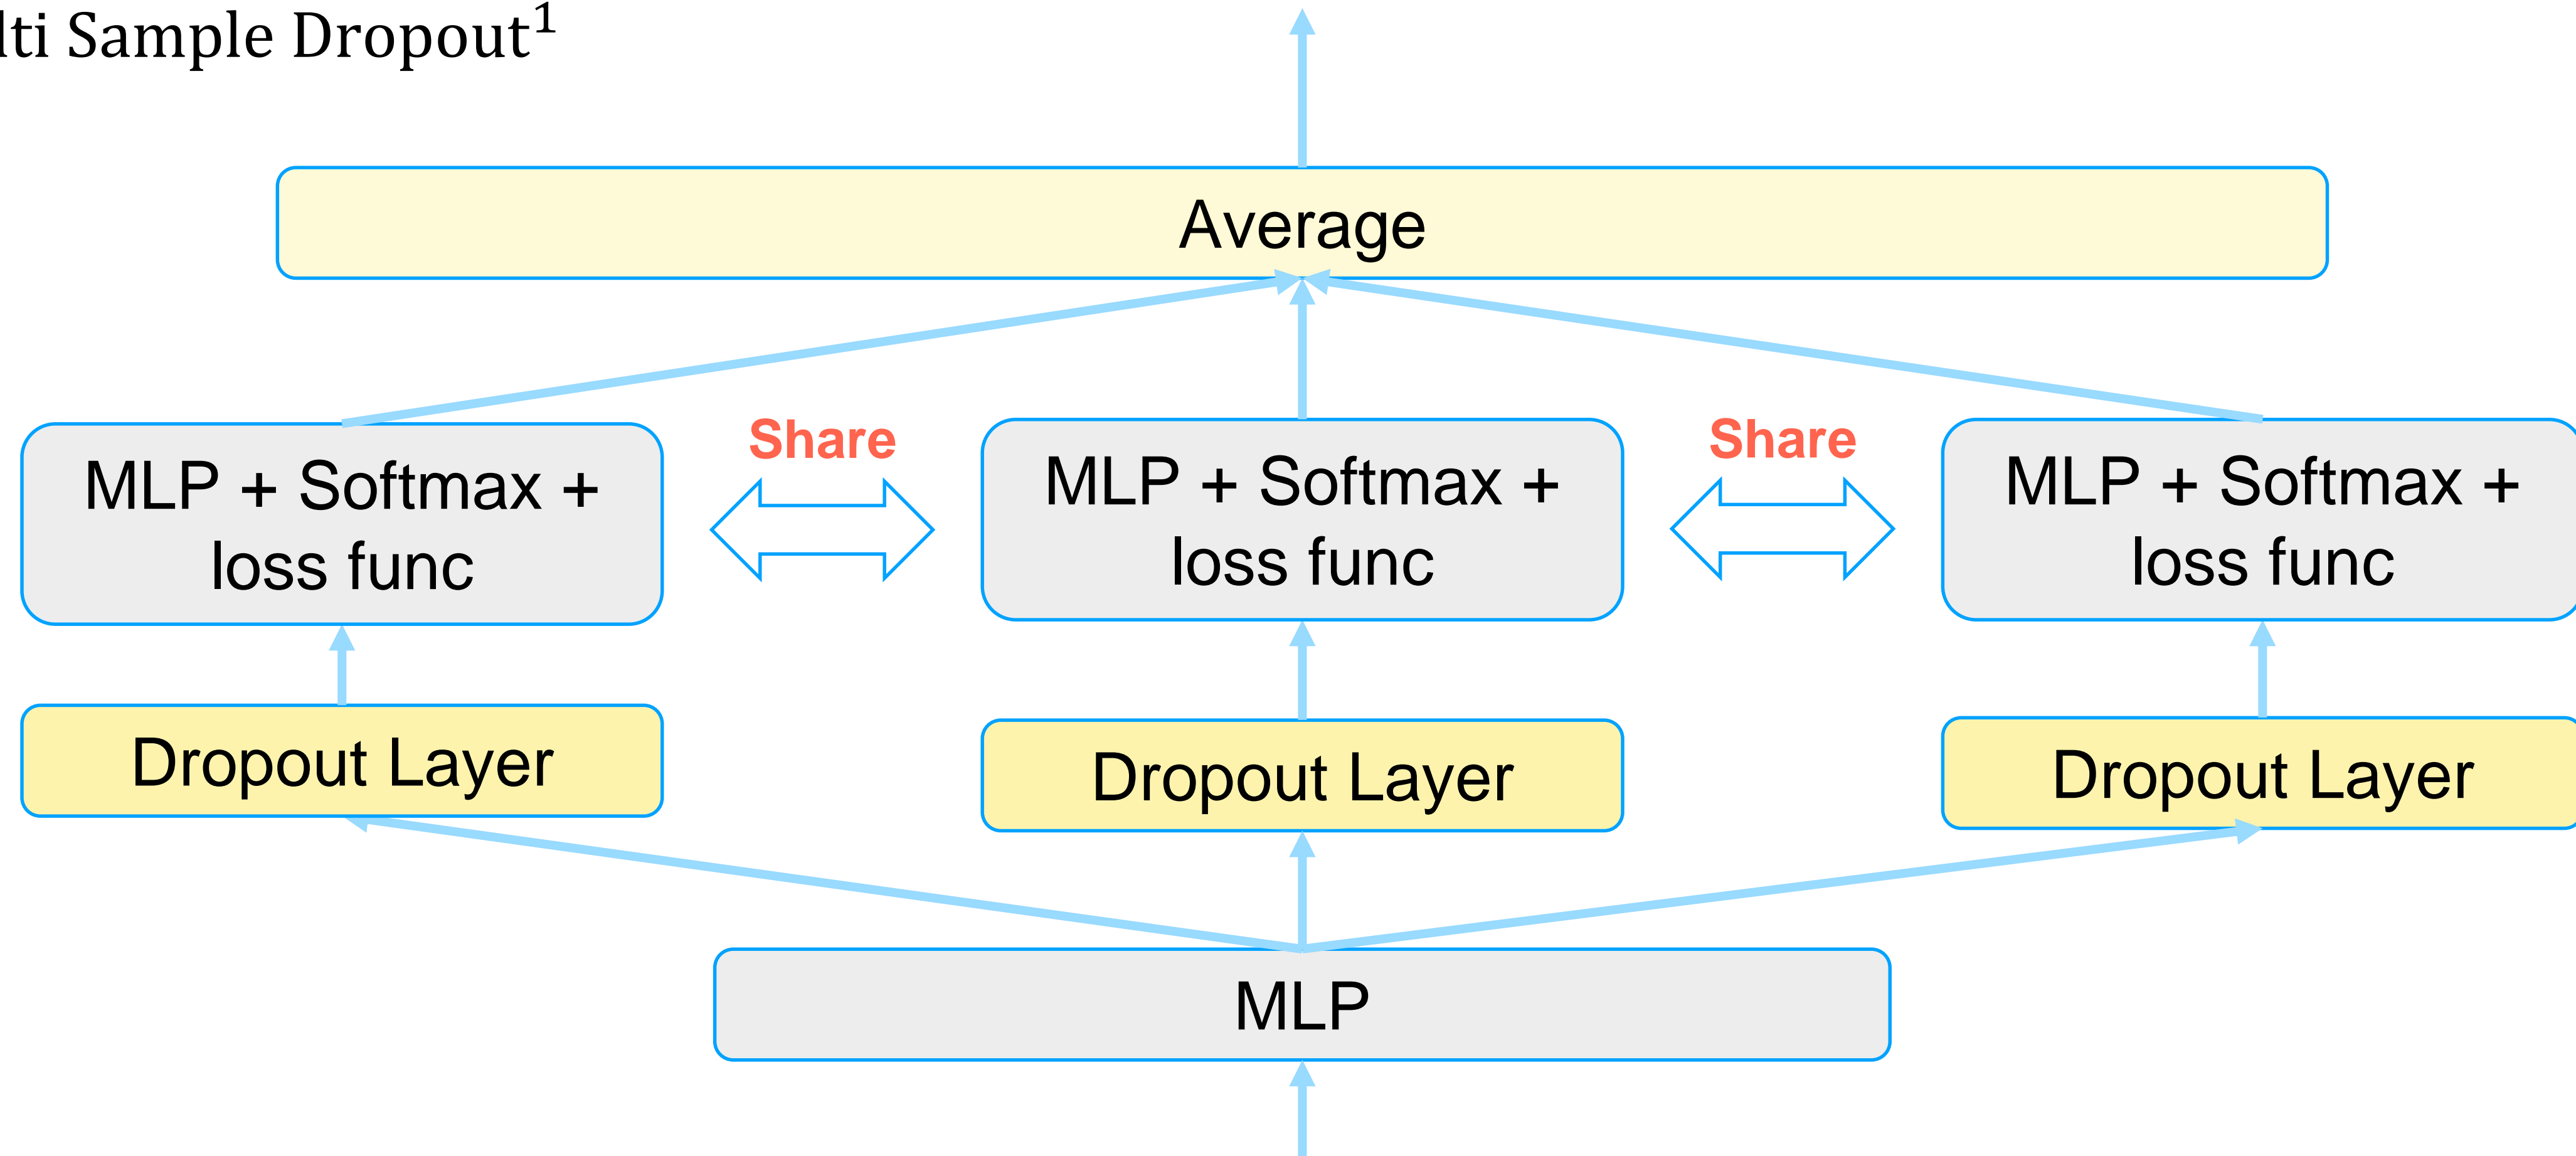 lti Sample Dropout¹
Average
Share
Share
MLP + Softmax +
loss func
MLP + Softmax +
loss func
MLP + Softmax +
loss func
Dropout Layer
Dropout Layer
Dropout Layer
MLP